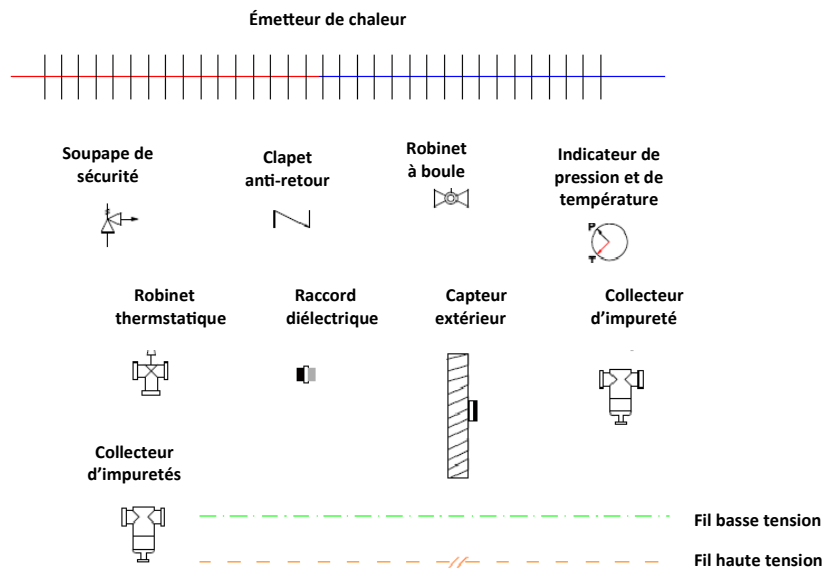 Émetteur de chaleur
Soupape de
sécurité
Clapet
anti-retour
Robinet
à boule
Indicateur de
pression et de
température
P
T
Robinet
thermstatique
Raccord
diélectrique
Capteur
extérieur
Collecteur
d'impureté
Collecteur
d'impuretés
Fil basse tension
Fil haute tension